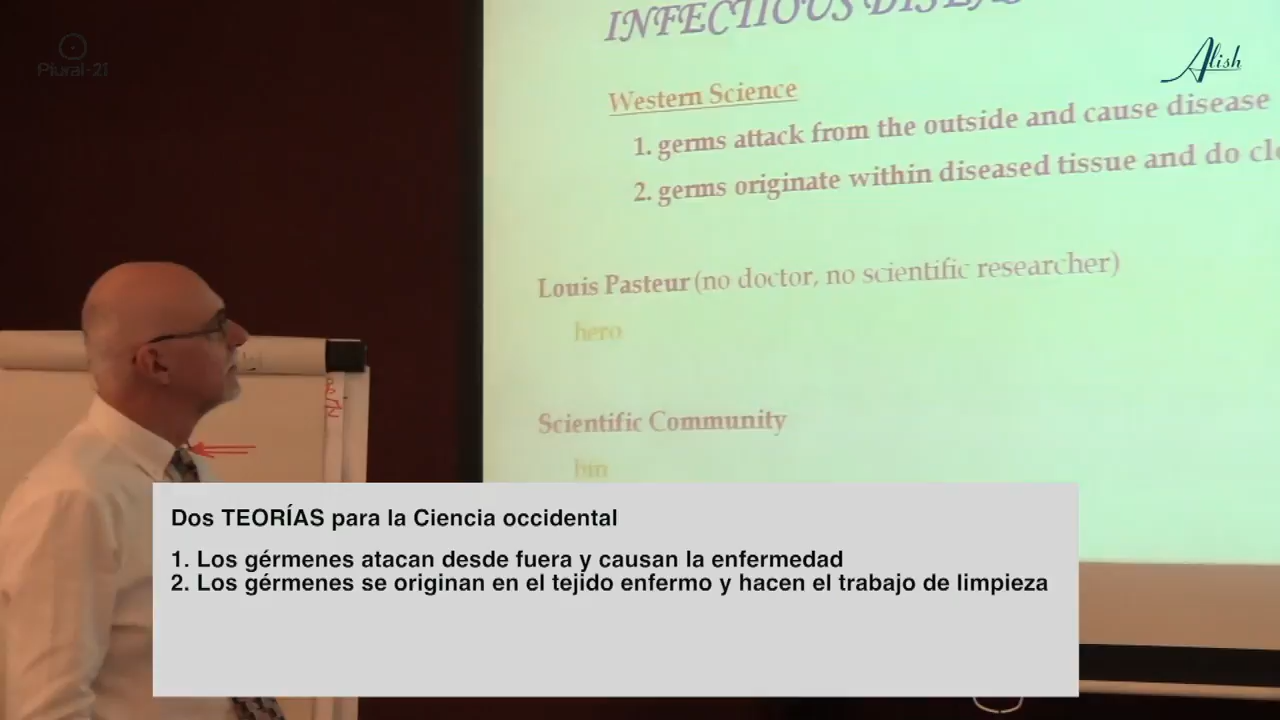 Plural-21
Alish
INFECTIOUS
Western Science
1. germs attack from the outside and cause disease
2. germs originate within diseased tissue and do
Louis Pasteur (no doctor, no scientific researcher)
hero
Scientific Community
Dos TEORÍAS para la Ciencia occidental
1. Los gérmenes atacan desde fuera y causan la enfermedad
2. Los gérmenes se originan en el tejido enfermo y hacen el trabajo de limpieza